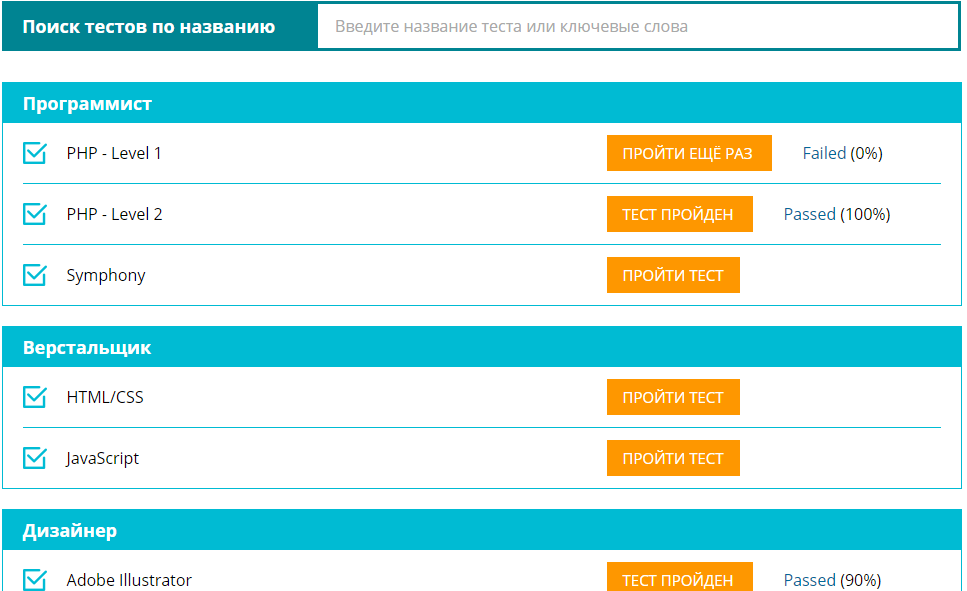 Поиск тестов по названию Введите название теста или ключевые слова
Программист
PHP - Level 1 ПРОЙТИ ЕЩЁ РАЗ Failed (0%)
PHP - Level 2 ТЕСТ ПРОЙДЕН Passed (100%)
Symphony ПРОЙТИ ТЕСТ
Верстальщик
HTML/CSS ПРОЙТИ ТЕСТ
JavaScript ПРОЙТИ ТЕСТ
Дизайнер
Adobe Illustrator ТЕСТ ПРОЙДЕН Passed (90%)